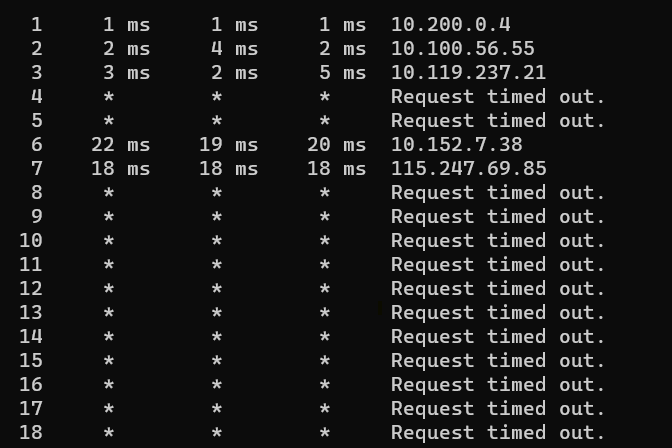 1 1 ms 1 ms 1 ms 10.200.0.4
2 2 ms 4 ms 2 ms 10.100.56.55
3 3 ms 2 ms 5 ms 10.119.237.21
4 * * * Request timed out.
5 * * * Request timed out.
6 22 ms 19 ms 20 ms 10.152.7.38
7 18 ms 18 ms 18 ms 115.247.69.85
8 * * * Request timed out.
9 * * * Request timed out.
10 * * * Request timed out.
11 * * * Request timed out.
12 * * * Request timed out.
13 * * * Request timed out.
14 * * * Request timed out.
15 * * * Request timed out.
16 * * * Request timed out.
17 * * * Request timed out.
18 * * * Request timed out.